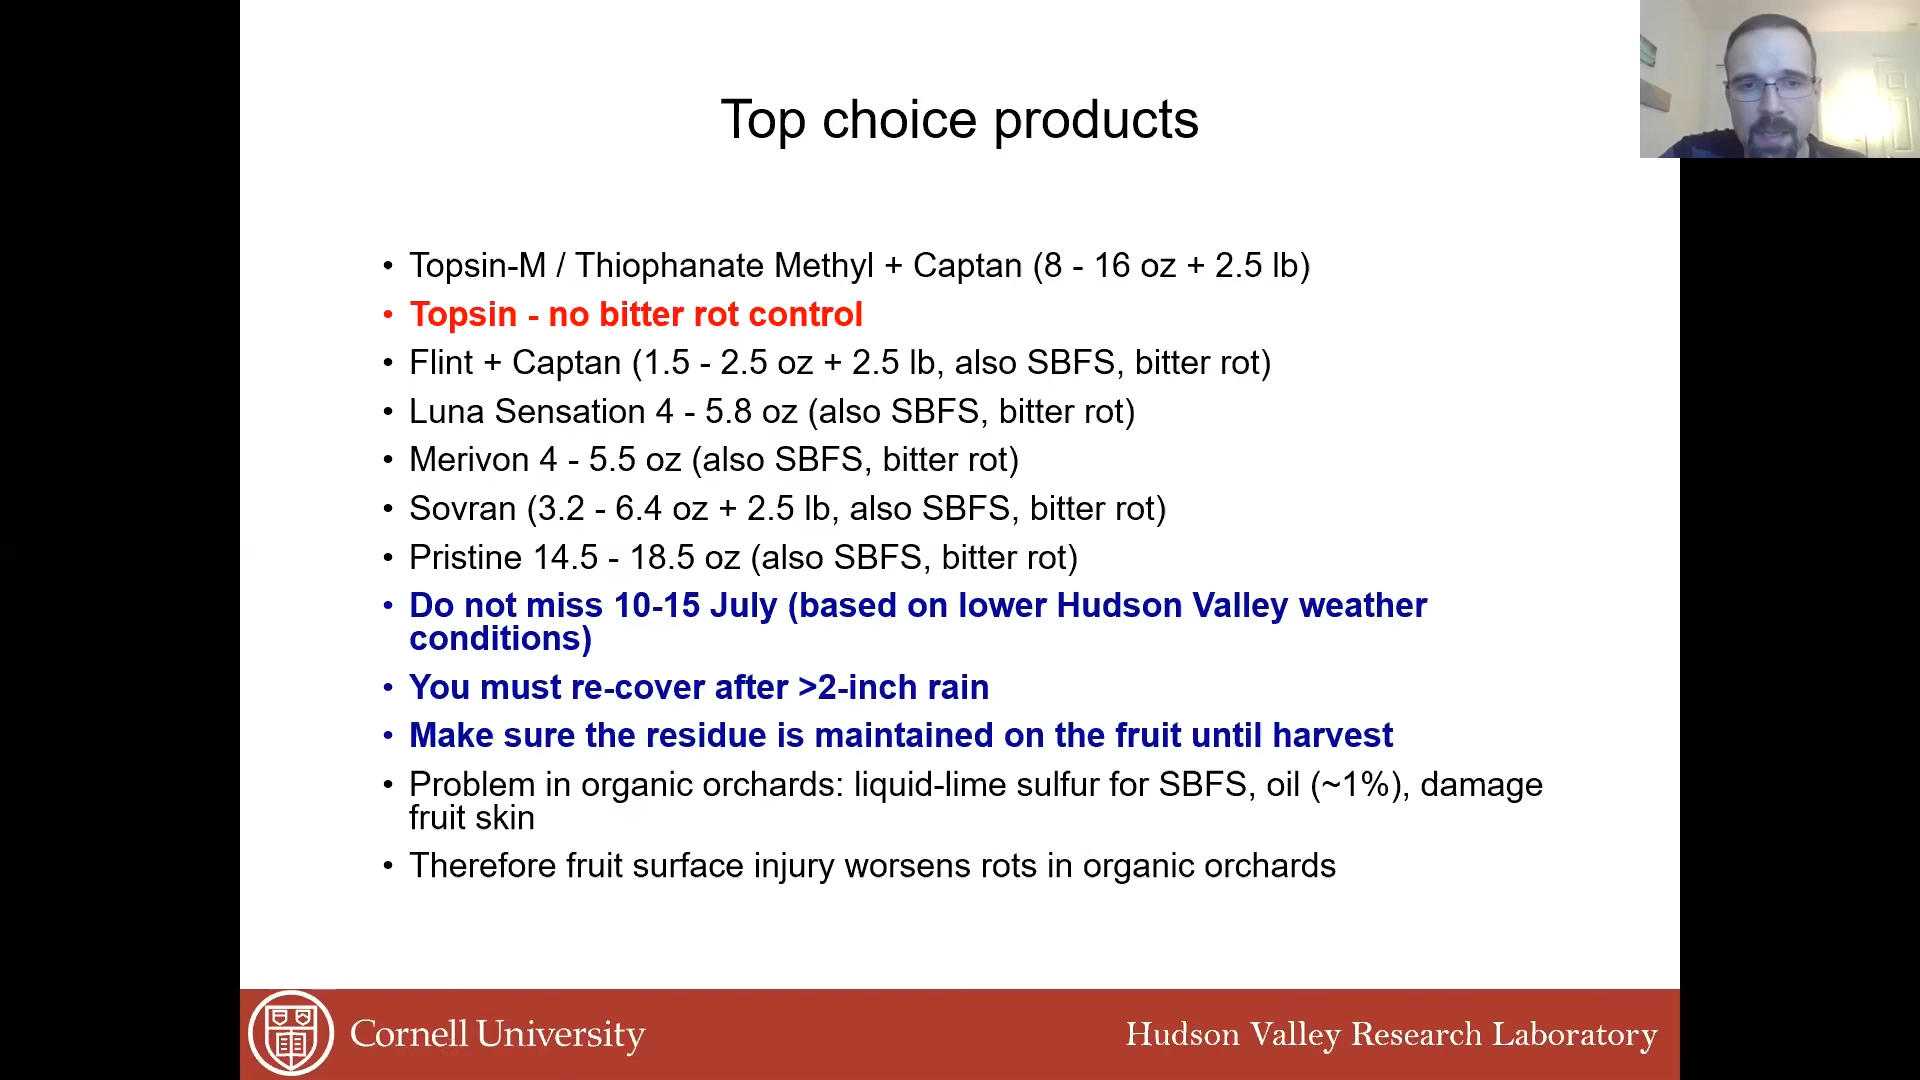 Top choice products
• Topsin-M / Thiophanate Methyl + Captan (8 - 16 oz + 2.5 lb)
• Topsin - no bitter rot control
• Flint + Captan (1.5 - 2.5 oz + 2.5 lb, also SBFS, bitter rot)
• Luna Sensation 4 - 5.8 oz (also SBFS, bitter rot)
• Merivon 4 - 5.5 oz (also SBFS, bitter rot)
• Sovran (3.2 - 6.4 oz + 2.5 lb, also SBFS, bitter rot)
• Pristine 14.5 - 18.5 oz (also SBFS, bitter rot)
• Do not miss 10-15 July (based on lower Hudson Valley weather
conditions)
• You must re-cover after >2-inch rain
• Make sure the residue is maintained on the fruit until harvest
• Problem in organic orchards: liquid-lime sulfur for SBFS, oil (~1%), damage
fruit skin
• Therefore fruit surface injury worsens rots in organic orchards
Cornell University
Hudson Valley Research Laboratory